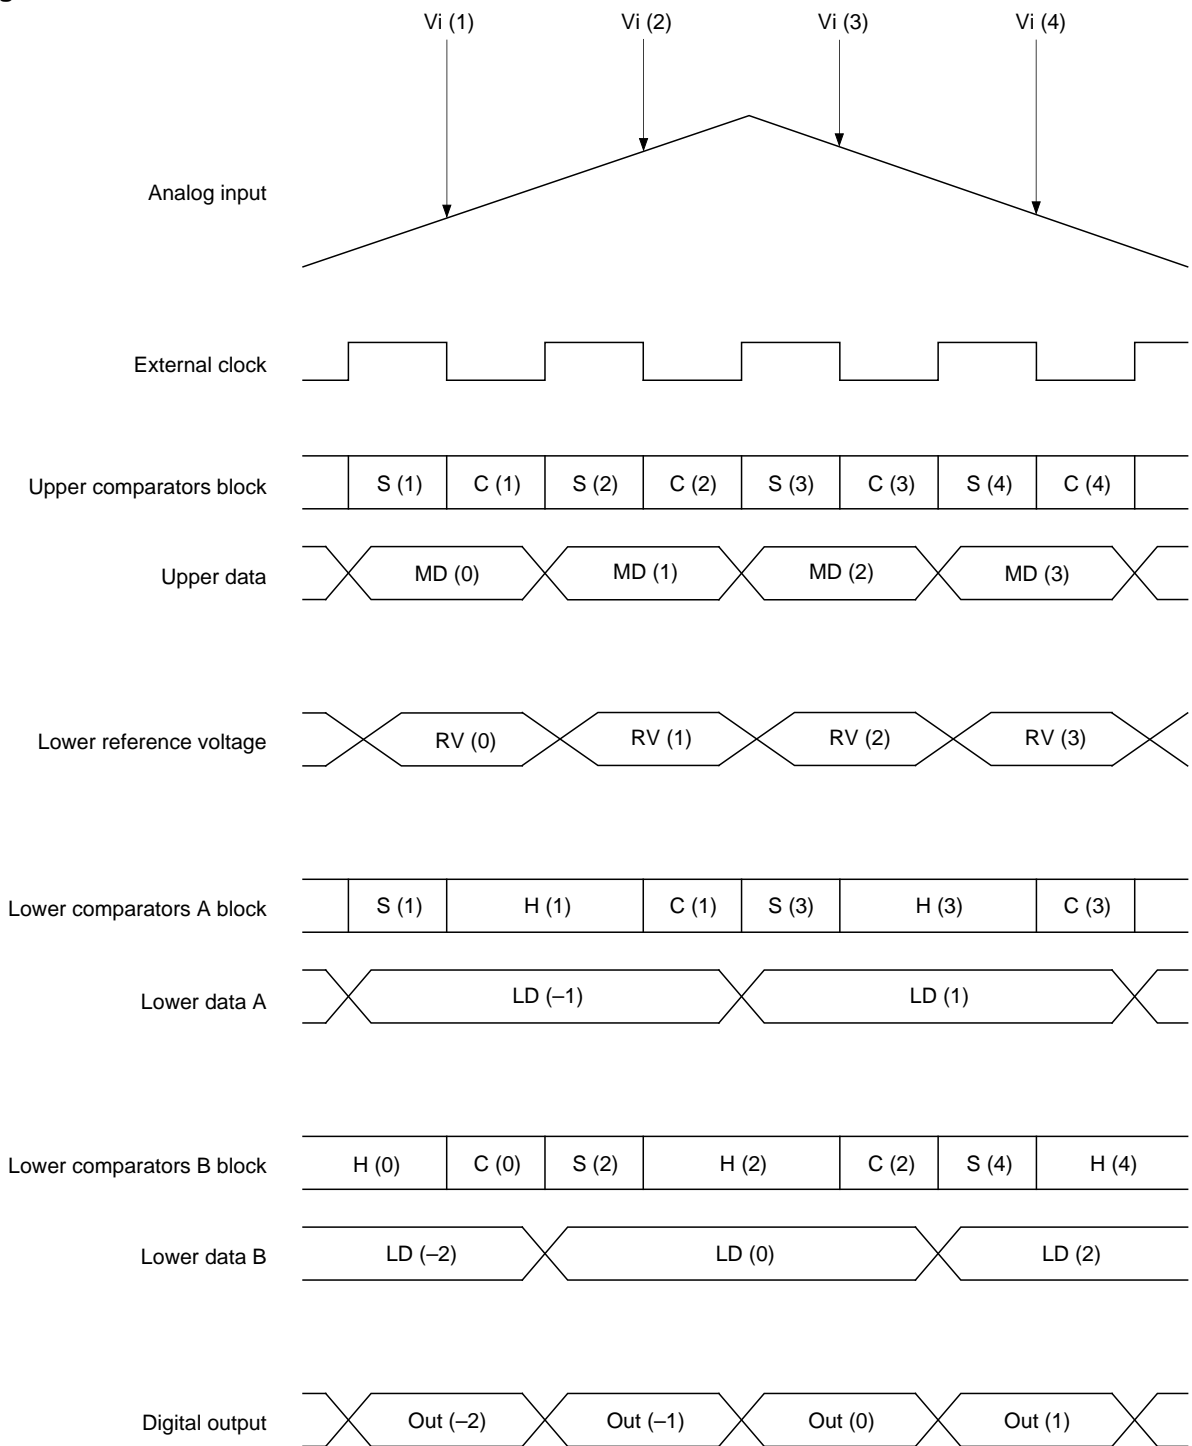 Vi (1) Vi (2) Vi (3) Vi (4)
Analog input
External clock
Upper comparators block S (1) C (1) S (2) C (2) S (3) C (3) S (4) C (4)
Upper data MD (0) MD (1) MD (2) MD (3)
Lower reference voltage RV (0) RV (1) RV (2) RV (3)
Lower comparators A block S (1) H (1) C (1) S (3) H (3) C (3)
Lower data A LD (–1) LD (1)
Lower comparators B block H (0) C (0) S (2) H (2) C (2) S (4) H (4)
Lower data B LD (–2) LD (0) LD (2)
Digital output Out (–2) Out (–1) Out (0) Out (1)